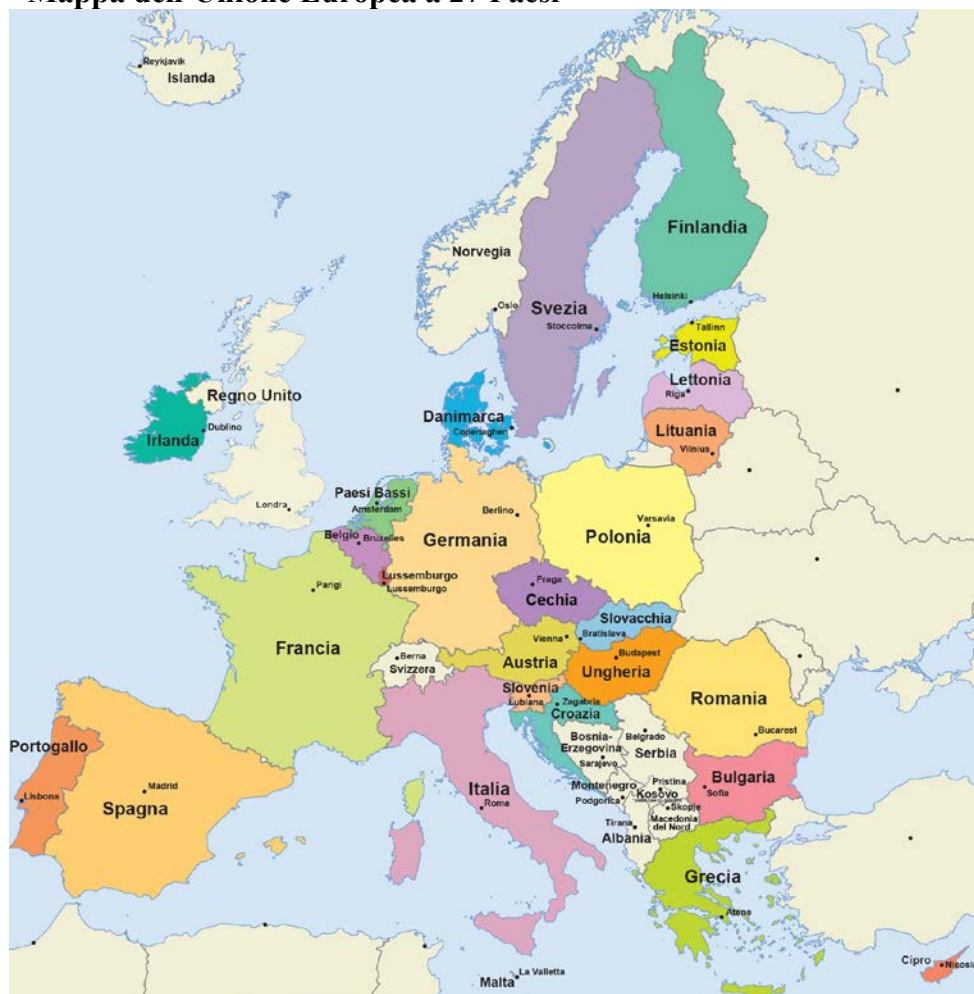 Mappa dell'Unione Europea a 27 Paesi
Reykjavik
Islanda
Finlandia
Norvegia
Helsinki
Oslo
Svezia
Stoccolma
Tallinn
Estonia
Lettonia
Riga
Regno Unito
Dublino
Irlanda
Danimarca
Copenaghen
Lituania
Vilnius
Paesi Bassi
Amsterdam
Londra
Berlino
Varsavia
Belgio
Bruxelles
Germania
Polonia
Lussemburgo
Lussemburgo
Parigi
Praga
Cechia
Slovacchia
Vienna
Bratislava
Francia
Berna
Svizzera
Austria
Budapest
Ungheria
Slovenia
Lubiana
Zagabria
Croazia
Romania
Bucarest
Bosnia-
Erzegovina
Sarajevo
Belgrado
Serbia
Portogallo
Lisbona
Madrid
Spagna
Italia
Roma
Montenegro
Podgorica
Pristina
Kosovo
Skopje
Macedonia
del Nord
Bulgaria
Sofia
Tirana
Albania
Grecia
Atene
Malta
La Valletta
Cipro
Nicosia